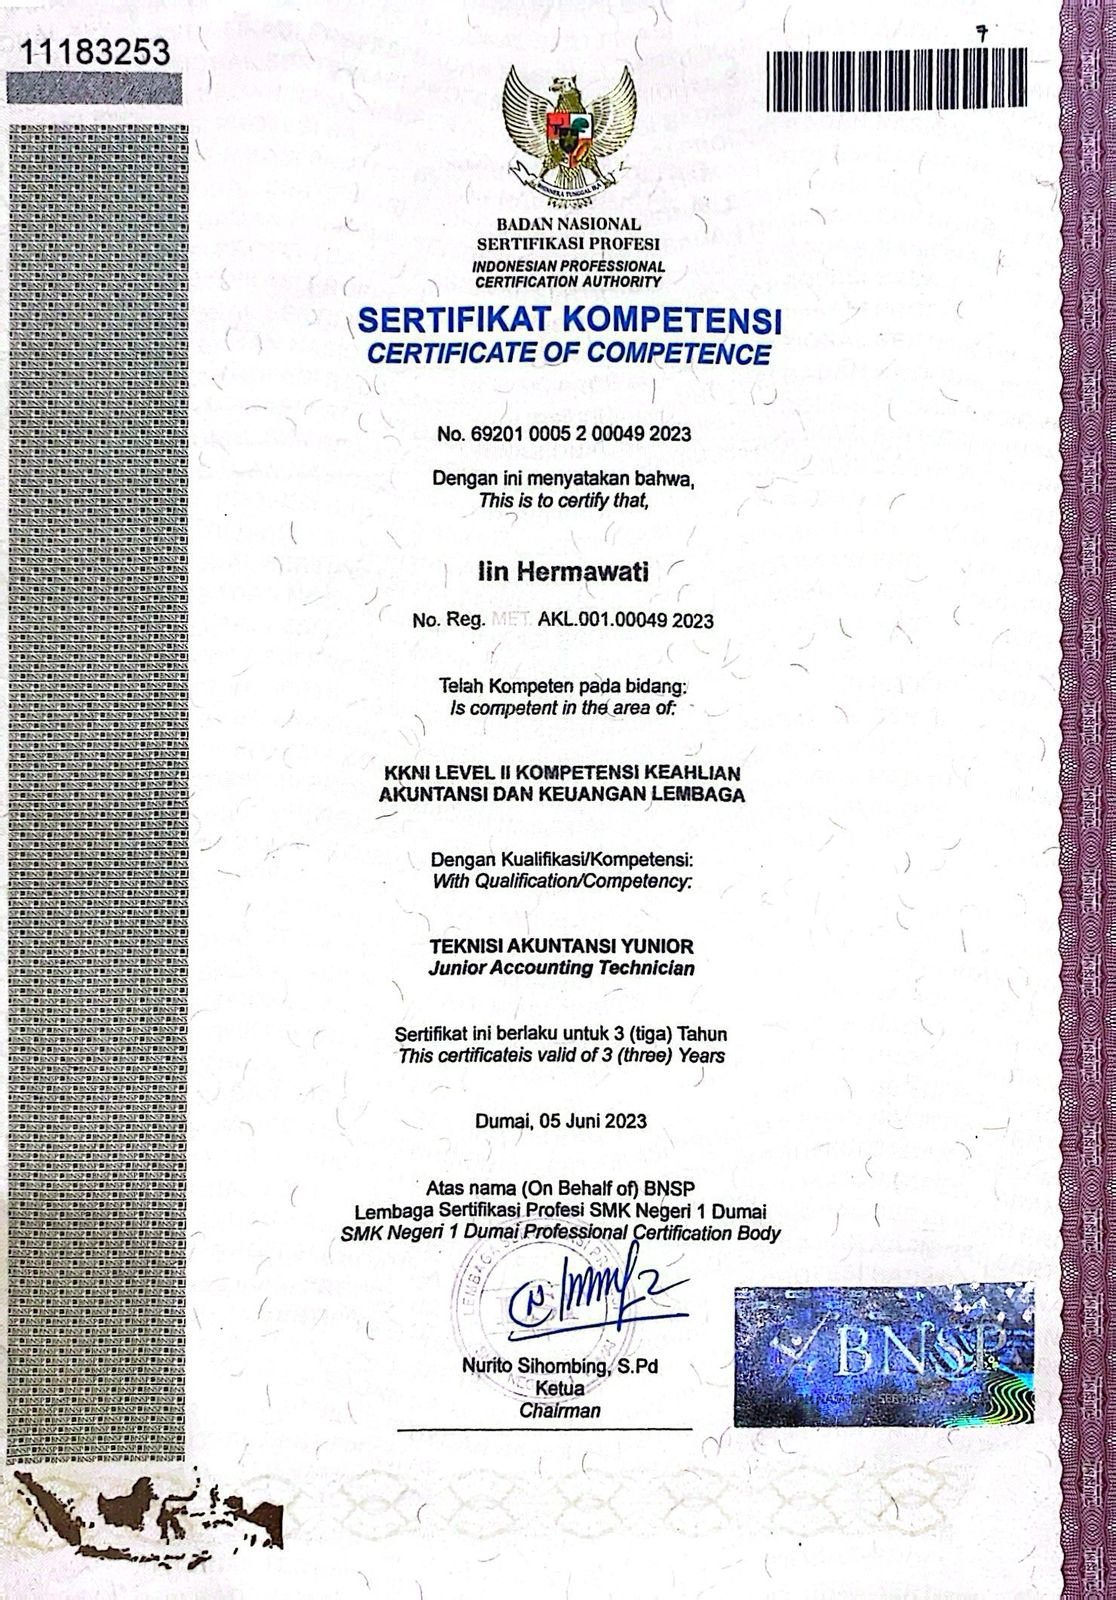 11183253
7
BHINNEKA TUNGGAL IKA
BADAN NASIONAL
SERTIFIKASI PROFESI
INDONESIAN PROFESSIONAL
CERTIFICATION AUTHORITY
SERTIFIKAT KOMPETENSI
CERTIFICATE OF COMPETENCE
No. 69201 0005 2 00049 2023
Dengan ini menyatakan bahwa,
This is to certify that,
Iin Hermawati
No. Reg. MET. AKL.001.00049 2023
Telah Kompeten pada bidang:
Is competent in the area of:
KKNI LEVEL II KOMPETENSI KEAHLIAN
AKUNTANSI DAN KEUANGAN LEMBAGA
Dengan Kualifikasi/Kompetensi:
With Qualification/Competency:
TEKNISI AKUNTANSI YUNIOR
Junior Accounting Technician
Sertifikat ini berlaku untuk 3 (tiga) Tahun
This certificateis valid of 3 (three) Years
Dumai, 05 Juni 2023
Atas nama (On Behalf of) BNSP
Lembaga Sertifikasi Profesi SMK Negeri 1 Dumai
SMK Negeri 1 Dumai Professional Certification Body
Nurito Sihombing, S.Pd
Ketua
Chairman
BNSP